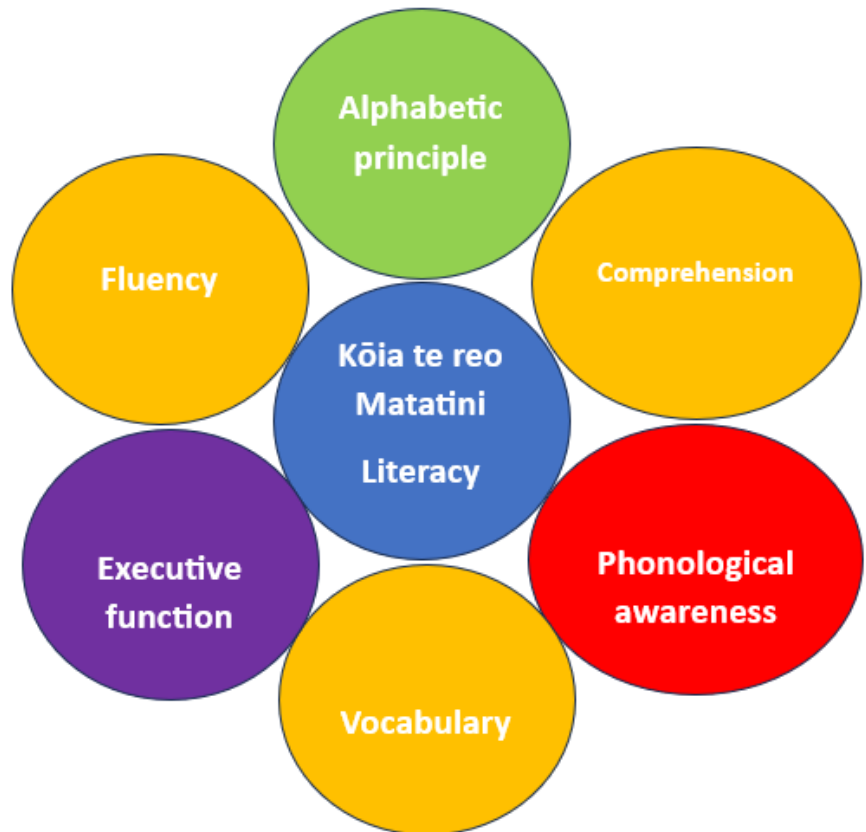 Alphabetic
principle
Fluency
Comprehension
Kōia te reo
Matatini
Literacy
Executive
function
Phonological
awareness
Vocabulary